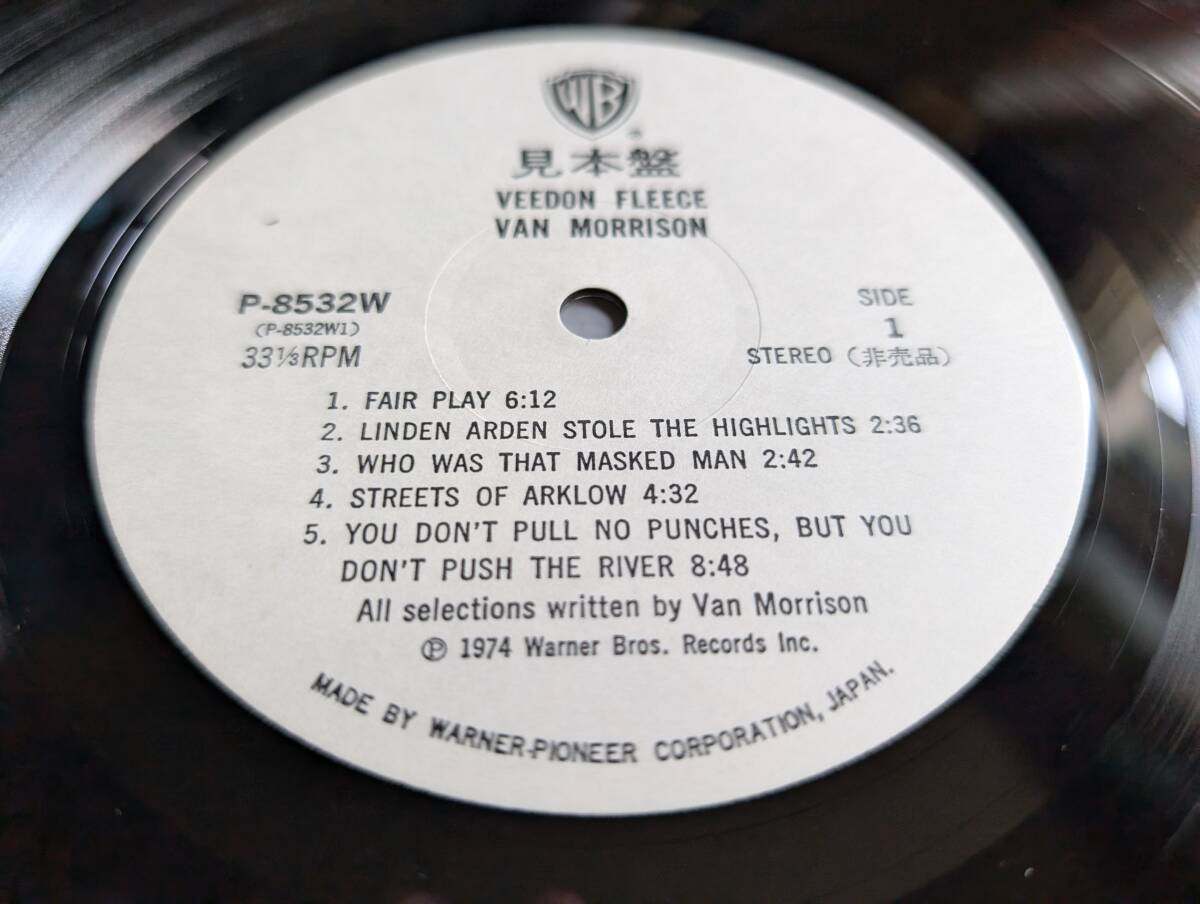 WB
見本盤
VEEDON FLEECE
VAN MORRISON
P-8532W
(P-8532W1)
33⅓RPM
SIDE
1
STEREO (非売品)
1. FAIR PLAY 6:12
2. LINDEN ARDEN STOLE THE HIGHLIGHTS 2:36
3. WHO WAS THAT MASKED MAN 2:42
4. STREETS OF ARKLOW 4:32
5. YOU DON'T PULL NO PUNCHES, BUT YOU
DON'T PUSH THE RIVER 8:48
All selections written by Van Morrison
℗ 1974 Warner Bros. Records Inc.
MADE BY WARNER-PIONEER CORPORATION, JAPAN.